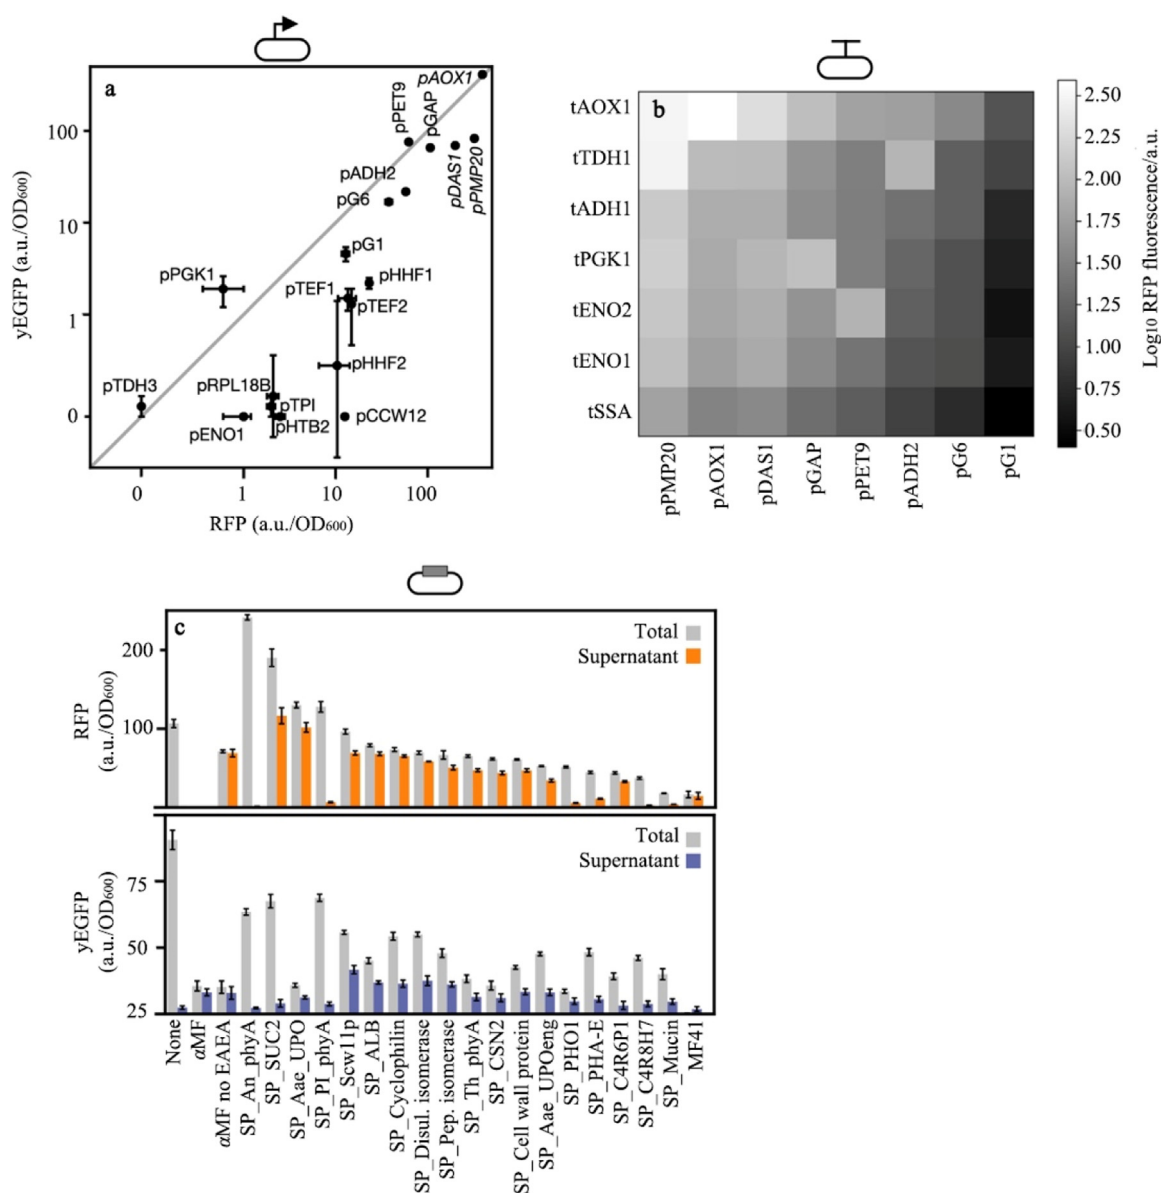 a
yEGFP (a.u./OD600)
100
10
1
0
pAOX1
pPET9
pGAP
pDAS1
pPMP20
pADH2
pG6
pG1
pPGK1
pHHF1
pTEF1
pTEF2
pHHF2
pTDH3
pRPL18B
pTPI
pENO1
pHTB2
pCCW12
0 1 10 100
RFP (a.u./OD600)
b
tAOX1
tTDH1
tADH1
tPGK1
tENO2
tENO1
tSSA
pPMP20
pAOX1
pDAS1
pGAP
pPET9
pADH2
pG6
pG1
2.50
2.25
2.00
1.75
1.50
1.25
1.00
0.75
0.50
Log10 RFP fluorescence/a.u.
c
Total
Supernatant
200
100
RFP
(a.u./OD600)
Total
Supernatant
75
50
25
yEGFP
(a.u./OD600)
None
αMF
αMF no EAEA
SP_An_phyA
SP_SUC2
SP_Aae_UPO
SP_PI_phyA
SP_Scw11p
SP_ALB
SP_Cyclophilin
SP_Disul. isomerase
SP_Pep. isomerase
SP_Th_phyA
SP_CSN2
SP_Cell wall protein
SP_Aae_UPOeng
SP_PHO1
SP_PHA-E
SP_C4R6P1
SP_C4R8H7
SP_Mucin
MF41